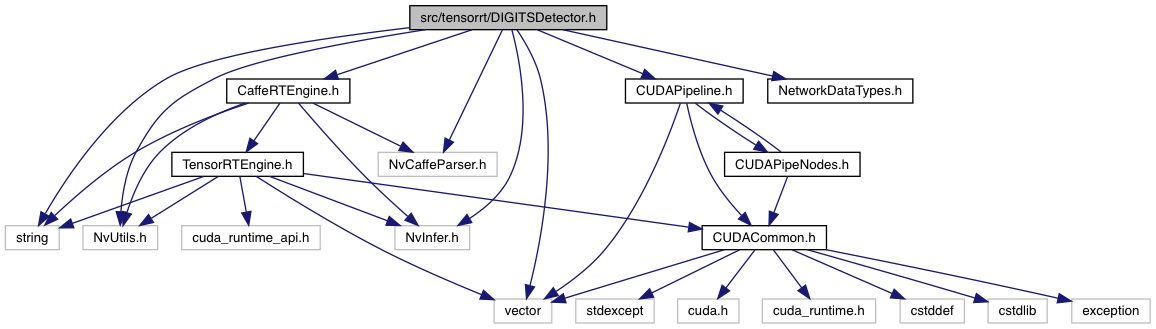 src/tensorrt/DIGITSDetector.h
CaffeRTEngine.h
CUDAPipeline.h
NetworkDataTypes.h
TensorRTEngine.h
NvCaffeParser.h
CUDAPipeNodes.h
string
NvUtils.h
cuda_runtime_api.h
NvInfer.h
CUDACommon.h
vector
stdexcept
cuda.h
cuda_runtime.h
cstddef
cstdlib
exception